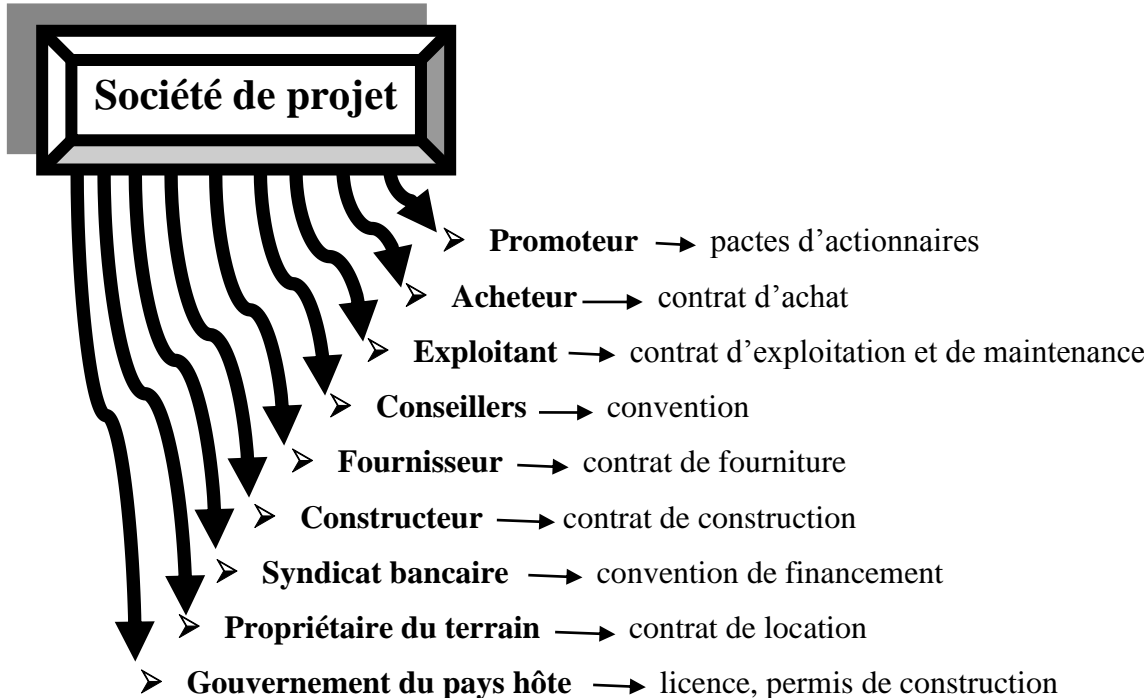 Société de projet
➢ Promoteur → pactes d’actionnaires
➢ Acheteur → contrat d’achat
➢ Exploitant → contrat d’exploitation et de maintenance
➢ Conseillers → convention
➢ Fournisseur → contrat de fourniture
➢ Constructeur → contrat de construction
➢ Syndicat bancaire → convention de financement
➢ Propriétaire du terrain → contrat de location
➢ Gouvernement du pays hôte → licence, permis de construction